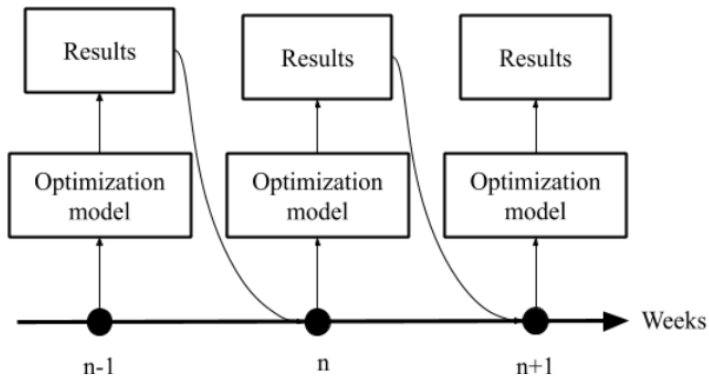 Results
Results
Results
Optimization
model
Optimization
model
Optimization
model
Weeks
n-1
n
n+1